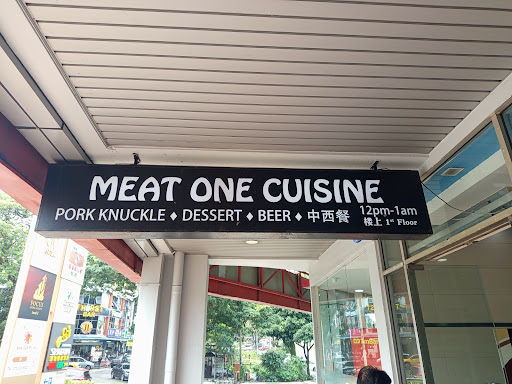 MEAT ONE CUISINE
PORK KNUCKLE ♦ DESSERT ♦ BEER ♦ 中西餐
12pm-1am
楼上 1st Floor